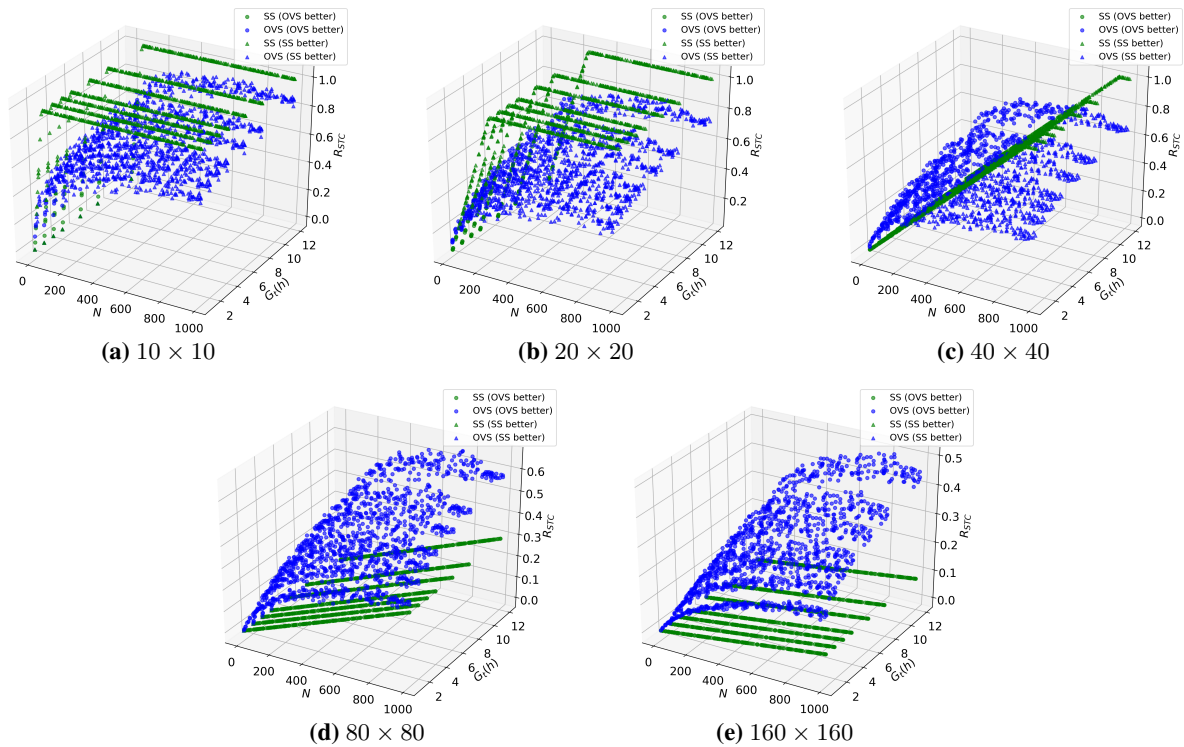 SS (OVS better)
OVS (OVS better)
SS (SS better)
OVS (SS better)
1.0
0.8
0.6
0.4
0.2
0.0
R_STC
12
10
8
6
4
2
G_t(h)
0
200
400
600
800
1000
N
(a) 10 × 10
SS (OVS better)
OVS (OVS better)
SS (SS better)
OVS (SS better)
1.0
0.8
0.6
0.4
0.2
R_STC
12
10
8
6
4
2
G_t(h)
0
200
400
600
800
1000
N
(b) 20 × 20
SS (OVS better)
OVS (OVS better)
SS (SS better)
OVS (SS better)
1.0
0.8
0.6
0.4
0.2
0.0
R_STC
12
10
8
6
4
2
G_t(h)
0
200
400
600
800
1000
N
(c) 40 × 40
SS (OVS better)
OVS (OVS better)
SS (SS better)
OVS (SS better)
0.6
0.5
0.4
0.3
0.2
0.1
0.0
R_STC
12
10
8
6
4
2
G_t(h)
0
200
400
600
800
1000
N
(d) 80 × 80
SS (OVS better)
OVS (OVS better)
SS (SS better)
OVS (SS better)
0.5
0.4
0.3
0.2
0.1
0.0
R_STC
12
10
8
6
4
2
G_t(h)
0
200
400
600
800
1000
N
(e) 160 × 160